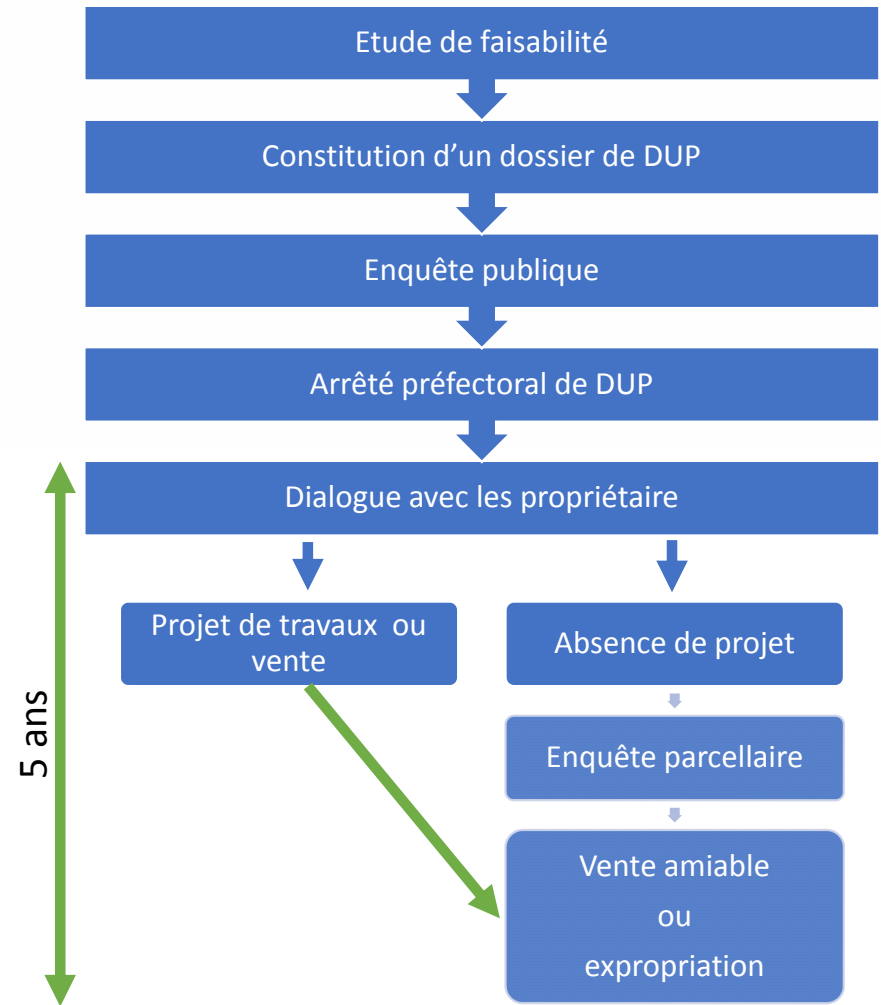 Etude de faisabilité
Constitution d'un dossier de DUP
Enquête publique
Arrêté préfectoral de DUP
Dialogue avec les propriétaire
Projet de travaux ou
vente
Absence de projet
Enquête parcellaire
Vente amiable
ou
expropriation
5 ans